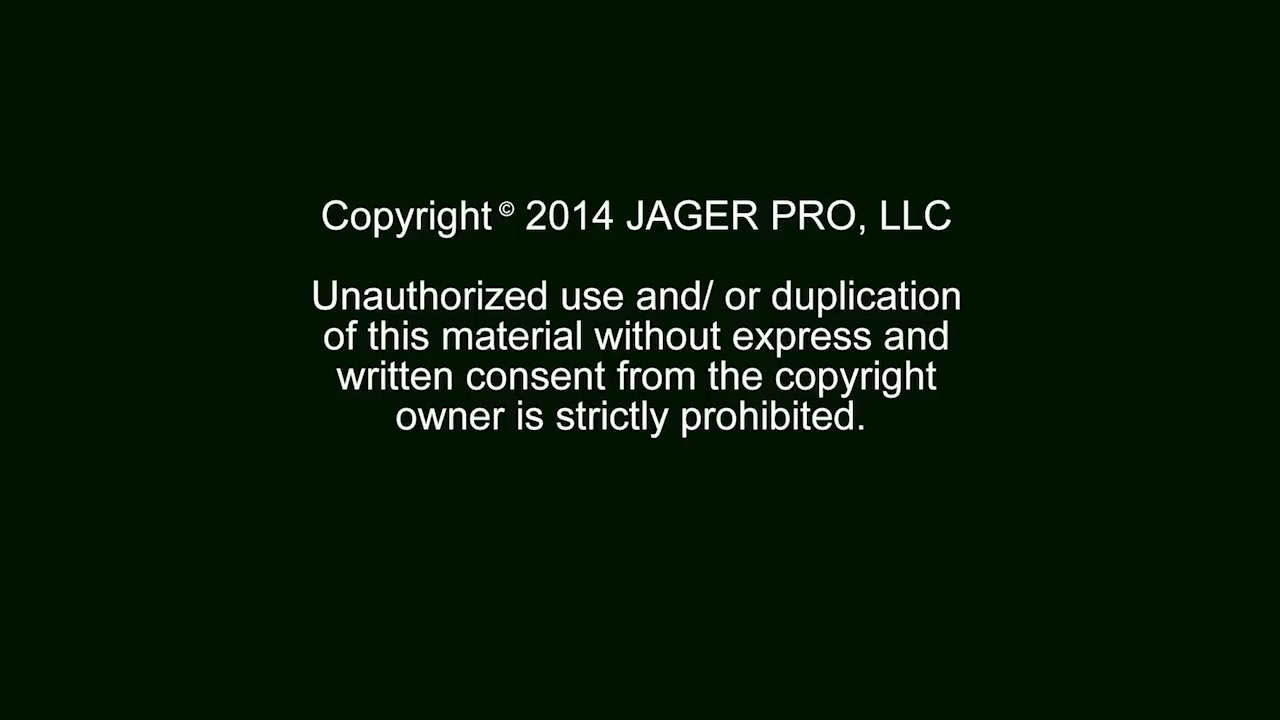 Copyright © 2014 JAGER PRO, LLC
Unauthorized use and/ or duplication
of this material without express and
written consent from the copyright
owner is strictly prohibited.